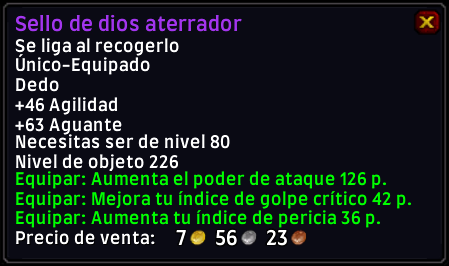 Sello de dios aterrador
Se liga al recogerlo
Único-Equipado
Dedo
+46 Agilidad
+63 Aguante
Necesitas ser de nivel 80
Nivel de objeto 226
Equipar: Aumenta el poder de ataque 126 p.
Equipar: Mejora tu índice de golpe crítico 42 p.
Equipar: Aumenta tu índice de pericia 36 p.
Precio de venta: 7 56 23